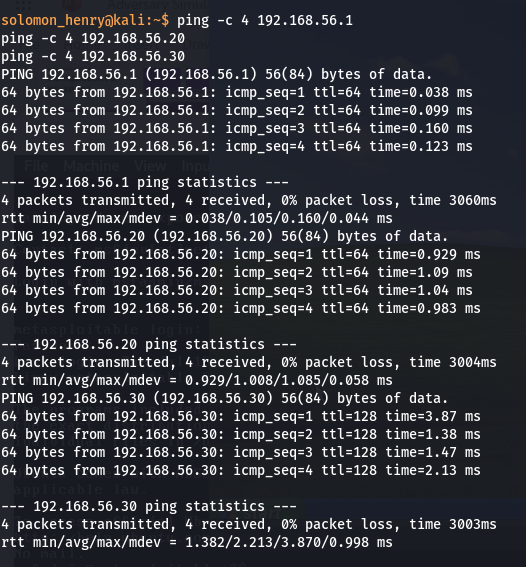 solomon_henry@kali:~$ ping -c 4 192.168.56.1
ping -c 4 192.168.56.20
ping -c 4 192.168.56.30
PING 192.168.56.1 (192.168.56.1) 56(84) bytes of data.
64 bytes from 192.168.56.1: icmp_seq=1 ttl=64 time=0.038 ms
64 bytes from 192.168.56.1: icmp_seq=2 ttl=64 time=0.099 ms
64 bytes from 192.168.56.1: icmp_seq=3 ttl=64 time=0.160 ms
64 bytes from 192.168.56.1: icmp_seq=4 ttl=64 time=0.123 ms
File Machine View Inpu
--- 192.168.56.1 ping statistics ---
4 packets transmitted, 4 received, 0% packet loss, time 3060ms
rtt min/avg/max/mdev = 0.038/0.105/0.160/0.044 ms
PING 192.168.56.20 (192.168.56.20) 56(84) bytes of data.
64 bytes from 192.168.56.20: icmp_seq=1 ttl=64 time=0.929 ms
64 bytes from 192.168.56.20: icmp_seq=2 ttl=64 time=1.09 ms
64 bytes from 192.168.56.20: icmp_seq=3 ttl=64 time=1.04 ms
64 bytes from 192.168.56.20: icmp_seq=4 ttl=64 time=0.983 ms
metasploitable login:
--- 192.168.56.20 ping statistics ---
4 packets transmitted, 4 received, 0% packet loss, time 3004ms
rtt min/avg/max/mdev = 0.929/1.008/1.085/0.058 ms
PING 192.168.56.30 (192.168.56.30) 56(84) bytes of data.
64 bytes from 192.168.56.30: icmp_seq=1 ttl=128 time=3.87 ms
64 bytes from 192.168.56.30: icmp_seq=2 ttl=128 time=1.38 ms
64 bytes from 192.168.56.30: icmp_seq=3 ttl=128 time=1.47 ms
64 bytes from 192.168.56.30: icmp_seq=4 ttl=128 time=2.13 ms
applicable law.
--- 192.168.56.30 ping statistics ---
4 packets transmitted, 4 received, 0% packet loss, time 3003ms
rtt min/avg/max/mdev = 1.382/2.213/3.870/0.998 ms
No mail.